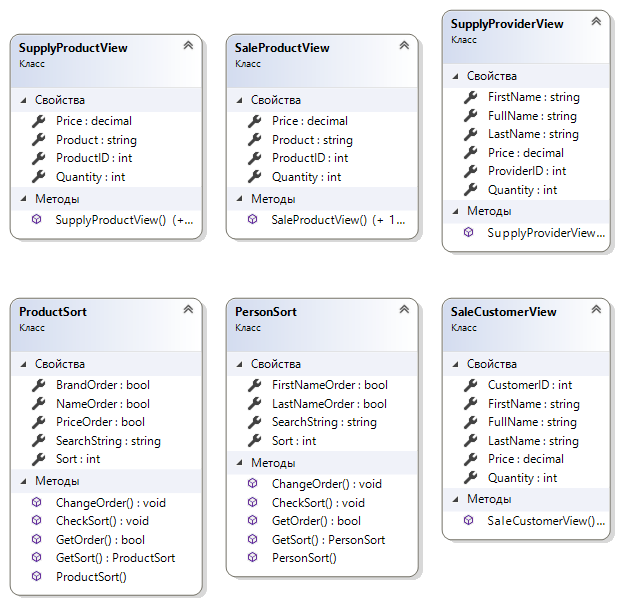 SupplyProductView
Класс
Свойства
Price : decimal
Product : string
ProductID : int
Quantity : int
Методы
SupplyProductView() (+...
SaleProductView
Класс
Свойства
Price : decimal
Product : string
ProductID : int
Quantity : int
Методы
SaleProductView() (+ 1...
SupplyProviderView
Класс
Свойства
FirstName : string
FullName : string
LastName : string
Price : decimal
ProviderID : int
Quantity : int
Методы
SupplyProviderView...
ProductSort
Класс
Свойства
BrandOrder : bool
NameOrder : bool
PriceOrder : bool
SearchString : string
Sort : int
Методы
ChangeOrder() : void
CheckSort() : void
GetOrder() : bool
GetSort() : ProductSort
ProductSort()
PersonSort
Класс
Свойства
FirstNameOrder : bool
LastNameOrder : bool
SearchString : string
Sort : int
Методы
ChangeOrder() : void
CheckSort() : void
GetOrder() : bool
GetSort() : PersonSort
PersonSort()
SaleCustomerView
Класс
Свойства
CustomerID : int
FirstName : string
FullName : string
LastName : string
Price : decimal
Quantity : int
Методы
SaleCustomerView()...